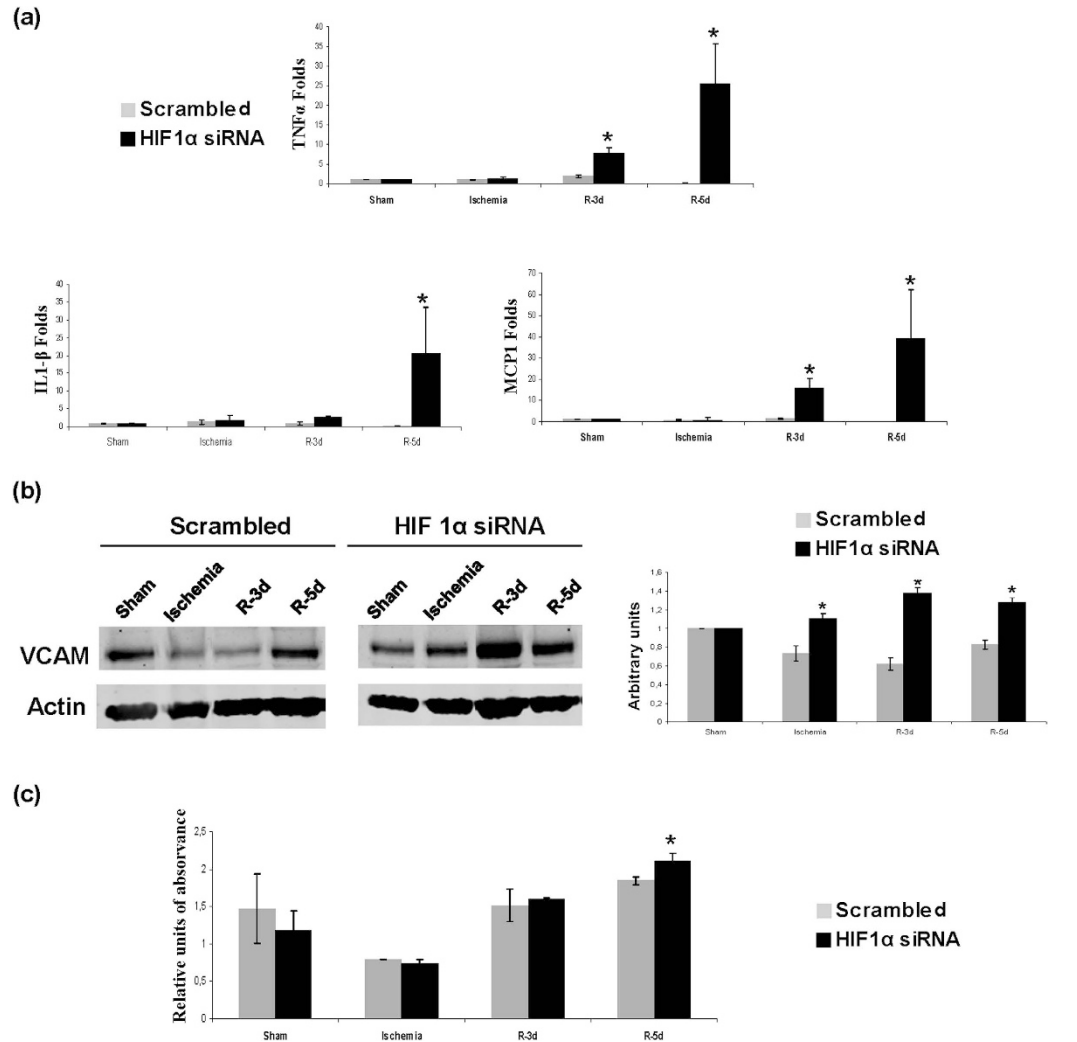 (a)
Scrambled
HIF1α siRNA
TNFα Folds
40
35
30
25
20
15
10
5
0
*
*
Sham Ischemia R-3d R-5d
IL1-β Folds
40
35
30
25
20
15
10
5
0
*
Sham Ischemia R-3d R-5d
MCP1 Folds
70
60
50
40
30
20
10
0
*
*
Sham Ischemia R-3d R-5d
(b)
Scrambled
HIF 1α siRNA
Sham Ischemia R-3d R-5d
Sham Ischemia R-3d R-5d
VCAM
Actin
Scrambled
HIF1α siRNA
Arbitrary units
1,6
1,4
1,2
1
0,8
0,6
0,4
0,2
0
*
*
*
Sham Ischemia R-3d R-5d
(c)
Relative units of absorvance
2,5
2
1,5
1
0,5
0
*
Sham Ischemia R-3d R-5d
Scrambled
HIF1α siRNA